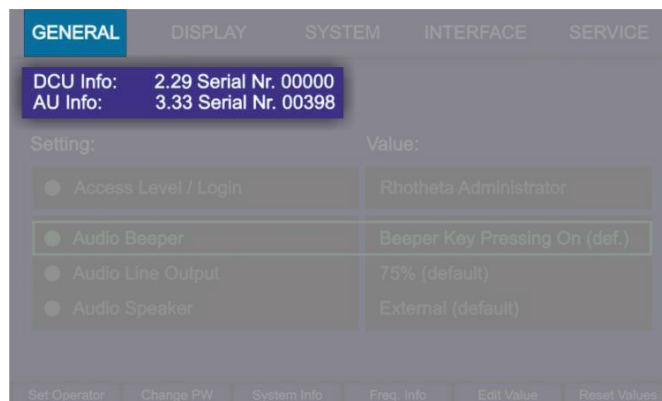 GENERAL DISPLAY SYSTEM INTERFACE SERVICE
DCU Info: 2.29 Serial Nr. 00000
AU Info: 3.33 Serial Nr. 00398
Setting: Value:
Access Level / Login Rhotheta Administrator
Audio Beeper Beeper Key Pressing On (def.)
Audio Line Output 75% (default)
Audio Speaker External (default)
Set Operator Change PW System Info Freq. Info Edit Value Reset Values